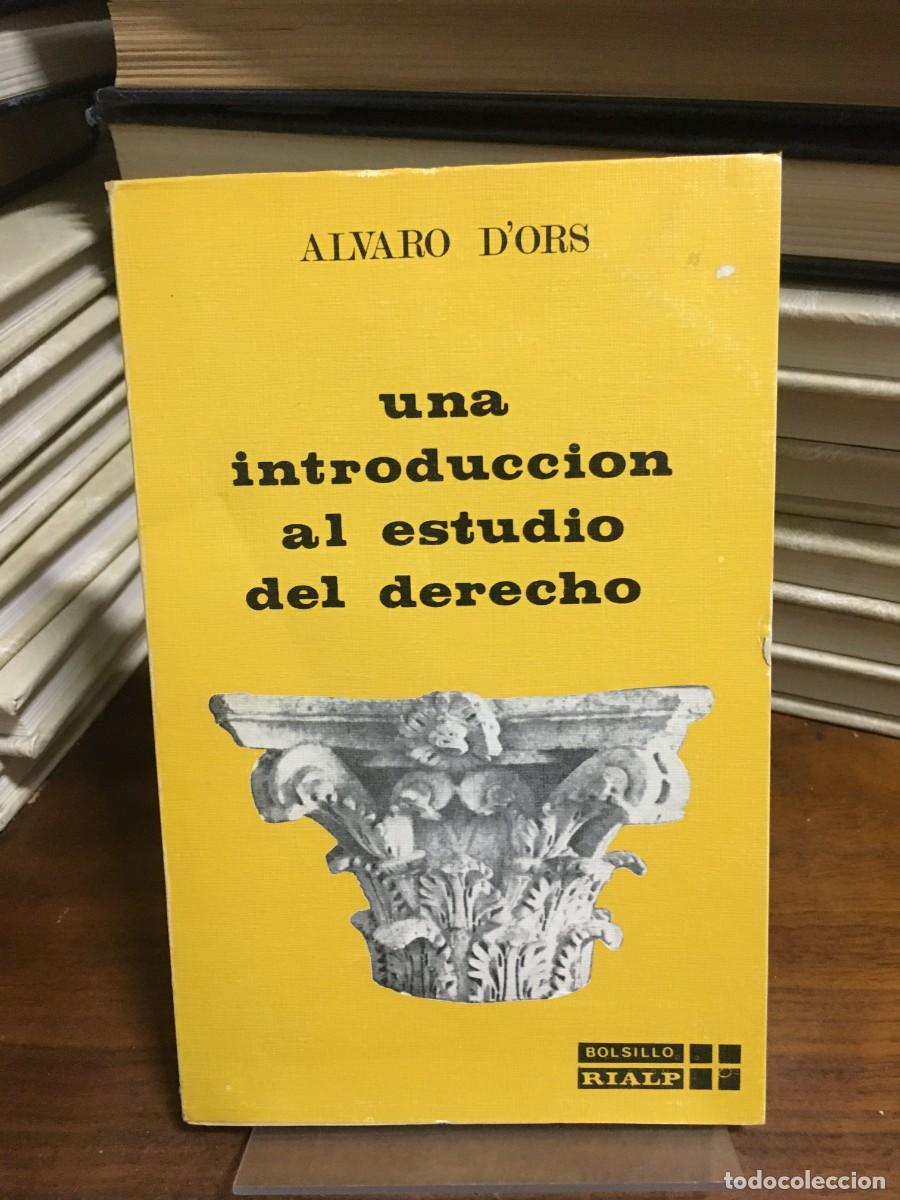 ALVARO D'ORS
una
introduccion
al estudio
del derecho
BOLSILLO
RIALP
todocoleccion